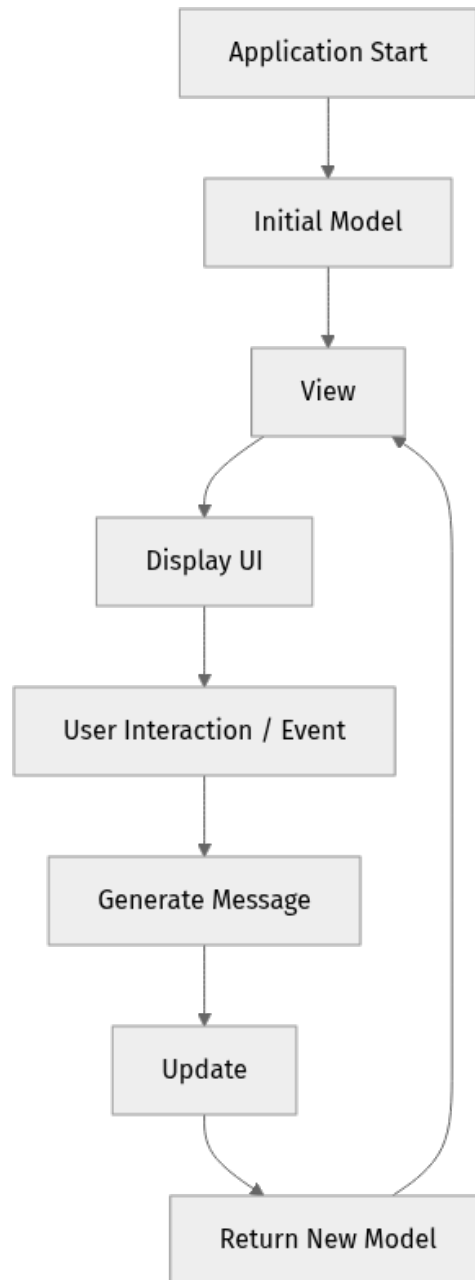 Application Start
Initial Model
View
Display UI
User Interaction / Event
Generate Message
Update
Return New Model